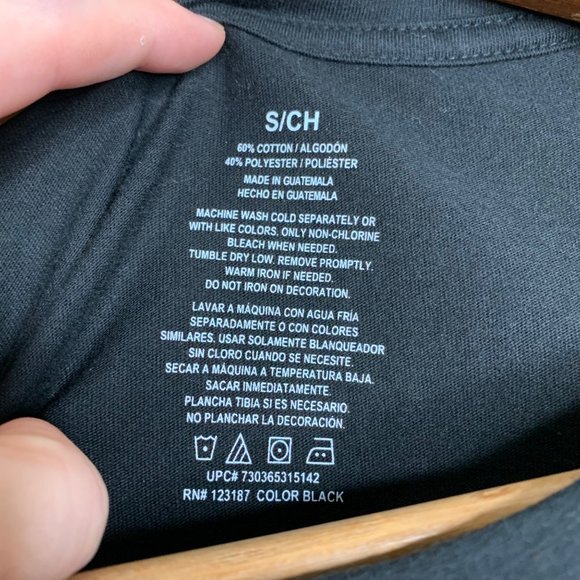 S/CH
60% COTTON / ALGODÓN
40% POLYESTER / POLIÉSTER
MADE IN GUATEMALA
HECHO EN GUATEMALA
MACHINE WASH COLD SEPARATELY OR
WITH LIKE COLORS. ONLY NON-CHLORINE
BLEACH WHEN NEEDED.
TUMBLE DRY LOW. REMOVE PROMPTLY.
WARM IRON IF NEEDED.
DO NOT IRON ON DECORATION.
LAVAR A MÁQUINA CON AGUA FRÍA
SEPARADAMENTE O CON COLORES
SIMILARES. USAR SOLAMENTE BLANQUEADOR
SIN CLORO CUANDO SE NECESITE.
SECAR A MÁQUINA A TEMPERATURA BAJA.
SACAR INMEDIATAMENTE.
PLANCHA TIBIA SI ES NECESARIO.
NO PLANCHAR LA DECORACIÓN.
UPC# 730365315142
RN# 123187 COLOR BLACK